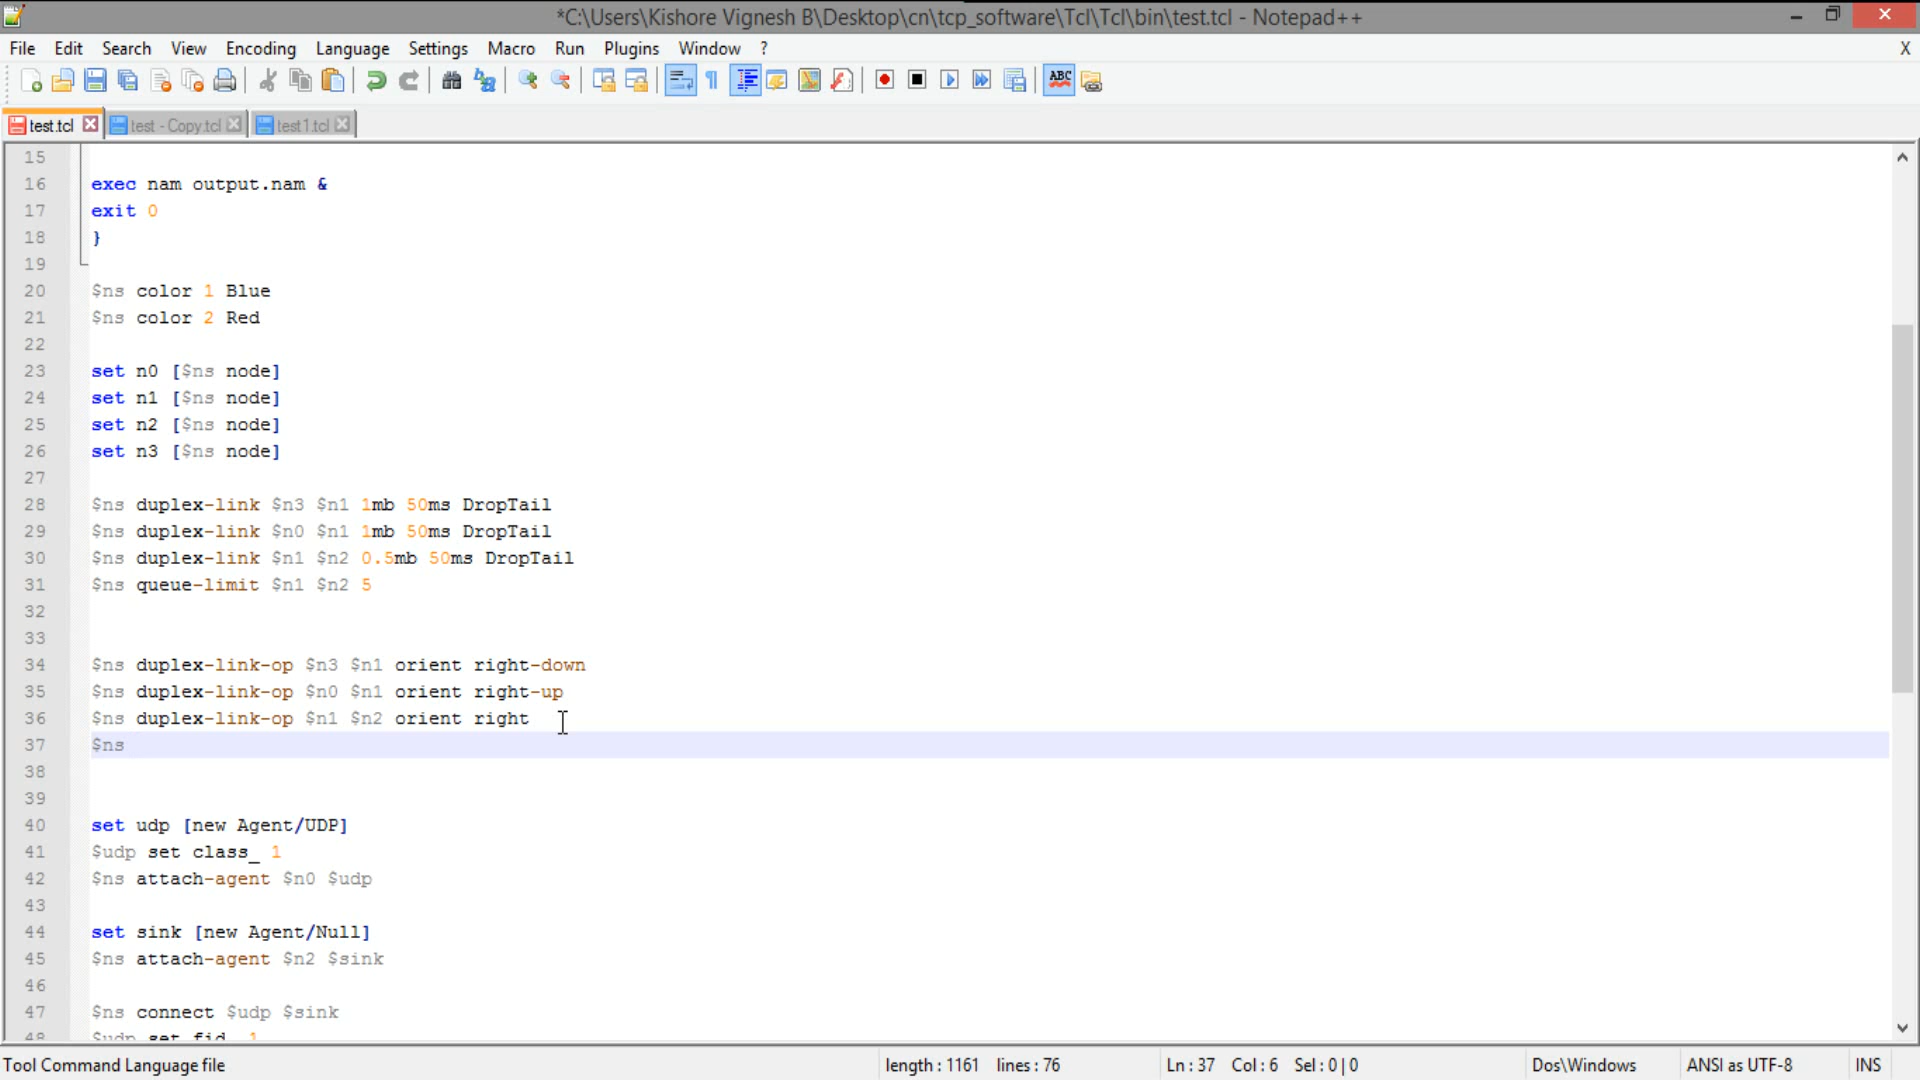 *C:\Users\Kishore Vignesh B\Desktop\cn\tcp_software\Tcl\Tcl\bin\test.tcl - Notepad++
File Edit Search View Encoding Language Settings Macro Run Plugins Window ? X
ABC
test.tcl test - Copy.tcl test1.tcl
15
16 exec nam output.nam &
17 exit 0
18 }
19
20 $ns color 1 Blue
21 $ns color 2 Red
22
23 set n0 [$ns node]
24 set n1 [$ns node]
25 set n2 [$ns node]
26 set n3 [$ns node]
27
28 $ns duplex-link $n3 $n1 1mb 50ms DropTail
29 $ns duplex-link $n0 $n1 1mb 50ms DropTail
30 $ns duplex-link $n1 $n2 0.5mb 50ms DropTail
31 $ns queue-limit $n1 $n2 5
32
33
34 $ns duplex-link-op $n3 $n1 orient right-down
35 $ns duplex-link-op $n0 $n1 orient right-up
36 $ns duplex-link-op $n1 $n2 orient right
37 $ns
38
39
40 set udp [new Agent/UDP]
41 $udp set class_ 1
42 $ns attach-agent $n0 $udp
43
44 set sink [new Agent/Null]
45 $ns attach-agent $n2 $sink
46
47 $ns connect $udp $sink
48 $udp set fid_ 1
Tool Command Language file length : 1161 lines : 76 Ln : 37 Col : 6 Sel : 0 | 0 Dos\Windows ANSI as UTF-8 INS